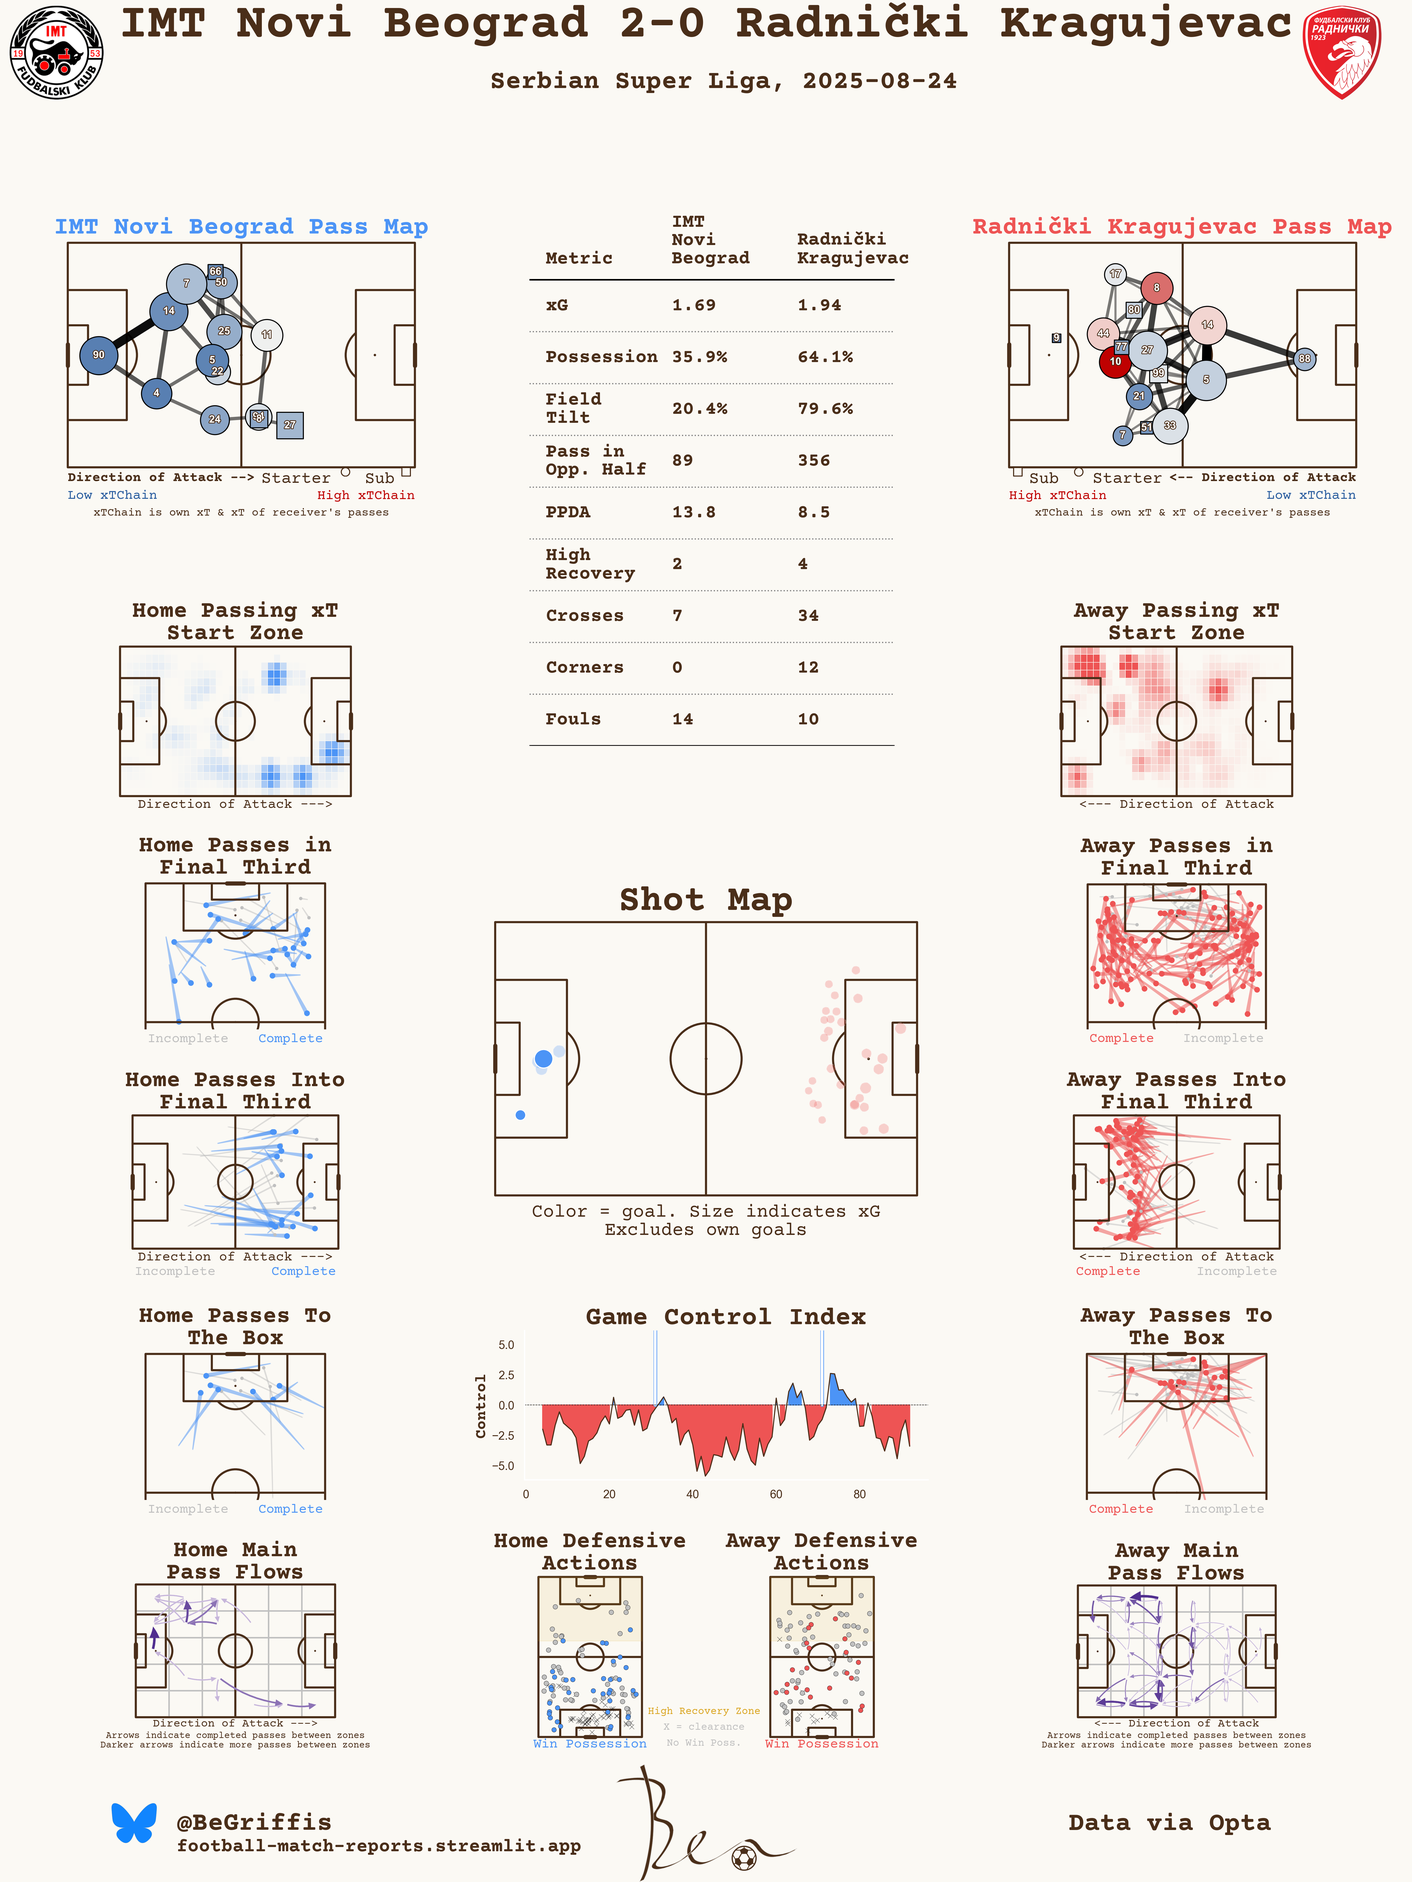 IMT Novi Beograd 2-0 Radnički Kragujevac
Serbian Super Liga, 2025-08-24
IMT
19 53
FUDBALSKI KLUB
ФУДБАЛСКИ КЛУБ
РАДНИЧКИ
1923
IMT Novi Beograd Pass Map
90
14
7
66
50
25
11
5
22
4
24
8
27
Direction of Attack --> Starter Sub
Low xTChain High xTChain
xTChain is own xT & xT of receiver's passes
Metric IMT Novi Beograd Radnički Kragujevac
xG 1.69 1.94
Possession 35.9% 64.1%
Field Tilt 20.4% 79.6%
Pass in Opp. Half 89 356
PPDA 13.8 8.5
High Recovery 2 4
Crosses 7 34
Corners 0 12
Fouls 14 10
Radnički Kragujevac Pass Map
17
8
80
44
9
77
10
27
14
99
88
5
21
7
51
33
Sub Starter <-- Direction of Attack
High xTChain Low xTChain
xTChain is own xT & xT of receiver's passes
Home Passing xT
Start Zone
Direction of Attack --->
Away Passing xT
Start Zone
<--- Direction of Attack
Home Passes in
Final Third
Incomplete Complete
Away Passes in
Final Third
Complete Incomplete
Shot Map
Color = goal. Size indicates xG
Excludes own goals
Home Passes Into
Final Third
Direction of Attack --->
Incomplete Complete
Away Passes Into
Final Third
<--- Direction of Attack
Complete Incomplete
Home Passes To
The Box
Incomplete Complete
Game Control Index
Control
5.0
2.5
0.0
−2.5
−5.0
0 20 40 60 80
Away Passes To
The Box
Complete Incomplete
Home Main
Pass Flows
Direction of Attack --->
Arrows indicate completed passes between zones
Darker arrows indicate more passes between zones
Home Defensive
Actions
Win Possession
Away Defensive
Actions
Win Possession
High Recovery Zone
X = clearance
No Win Poss.
Away Main
Pass Flows
<--- Direction of Attack
Arrows indicate completed passes between zones
Darker arrows indicate more passes between zones
@BeGriffis
football-match-reports.streamlit.app
Ben
Data via Opta